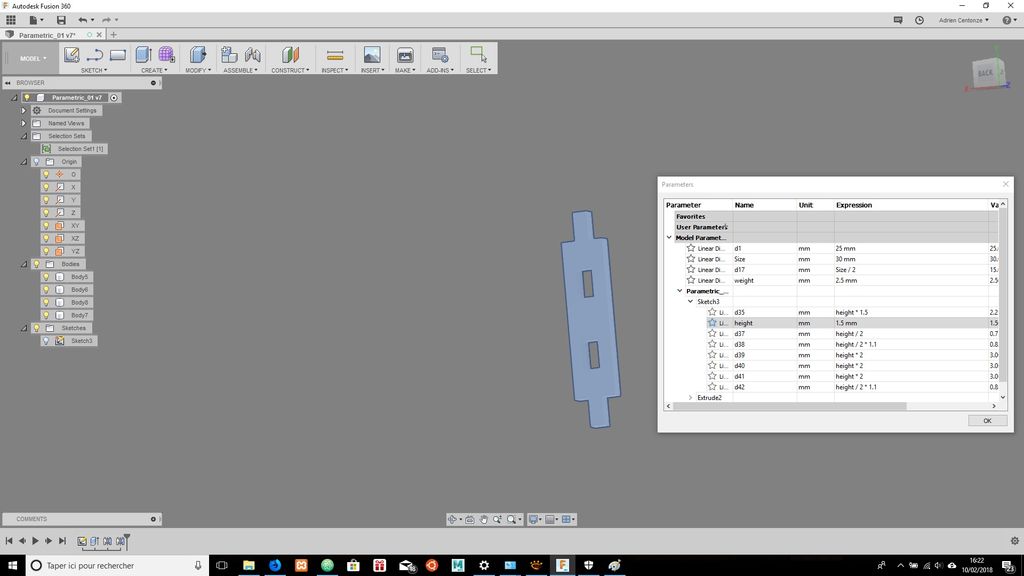 Autodesk Fusion 360
Adrien Centonze
Parametric_01 v7*
MODEL
SKETCH
CREATE
MODIFY
ASSEMBLE
CONSTRUCT
INSPECT
INSERT
MAKE
ADD-INS
SELECT
BROWSER
BACK
Parametric_01 v7
Document Settings
Named Views
Selection Sets
Selection Set1 [1]
Origin
O
X
Y
Z
XY
XZ
YZ
Bodies
Body5
Body6
Body8
Body7
Sketches
Sketch3
Parameters
Parameter Name Unit Expression Va
Favorites
User Parameters
Model Paramet...
Linear Di... d1 mm 25 mm 25.
Linear Di... Size mm 30 mm 30.
Linear Di... d17 mm Size / 2 15.
Linear Di... weight mm 2.5 mm 2.50
Parametric_...
Sketch3
Li... d35 mm height * 1.5 2.2
Li... height mm 1.5 mm 1.5
Li... d37 mm height / 2 0.7
Li... d38 mm height / 2 * 1.1 0.8
Li... d39 mm height * 2 3.0
Li... d40 mm height * 2 3.0
Li... d41 mm height * 2 3.0
Li... d42 mm height / 2 * 1.1 0.8
Extrude2
OK
COMMENTS
Taper ici pour rechercher
16:22
10/02/2018